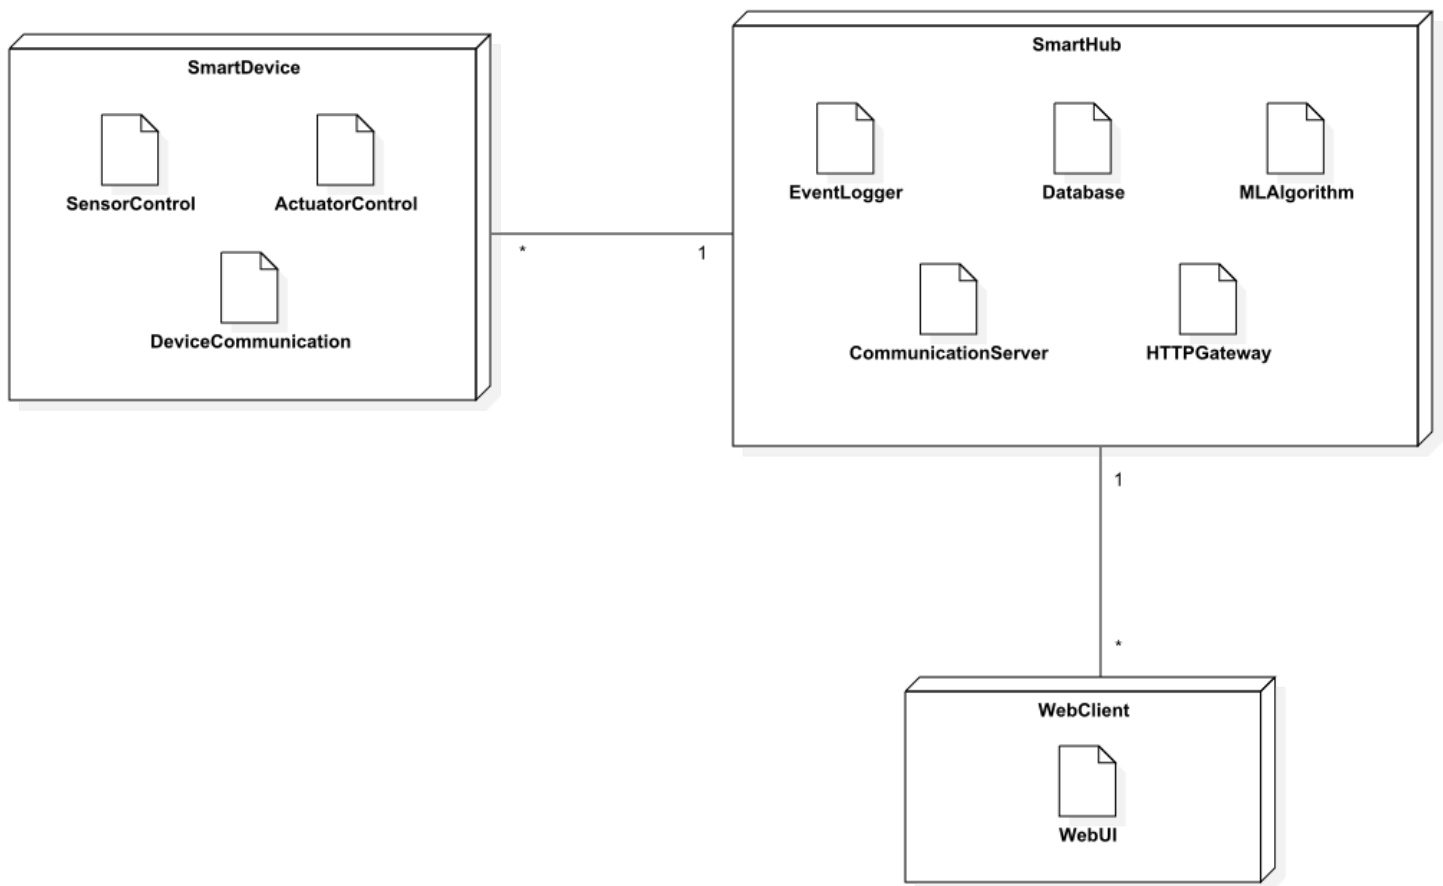 SmartDevice
SensorControl
ActuatorControl
DeviceCommunication
*
1
SmartHub
EventLogger
Database
MLAlgorithm
CommunicationServer
HTTPGateway
1
*
WebClient
WebUI